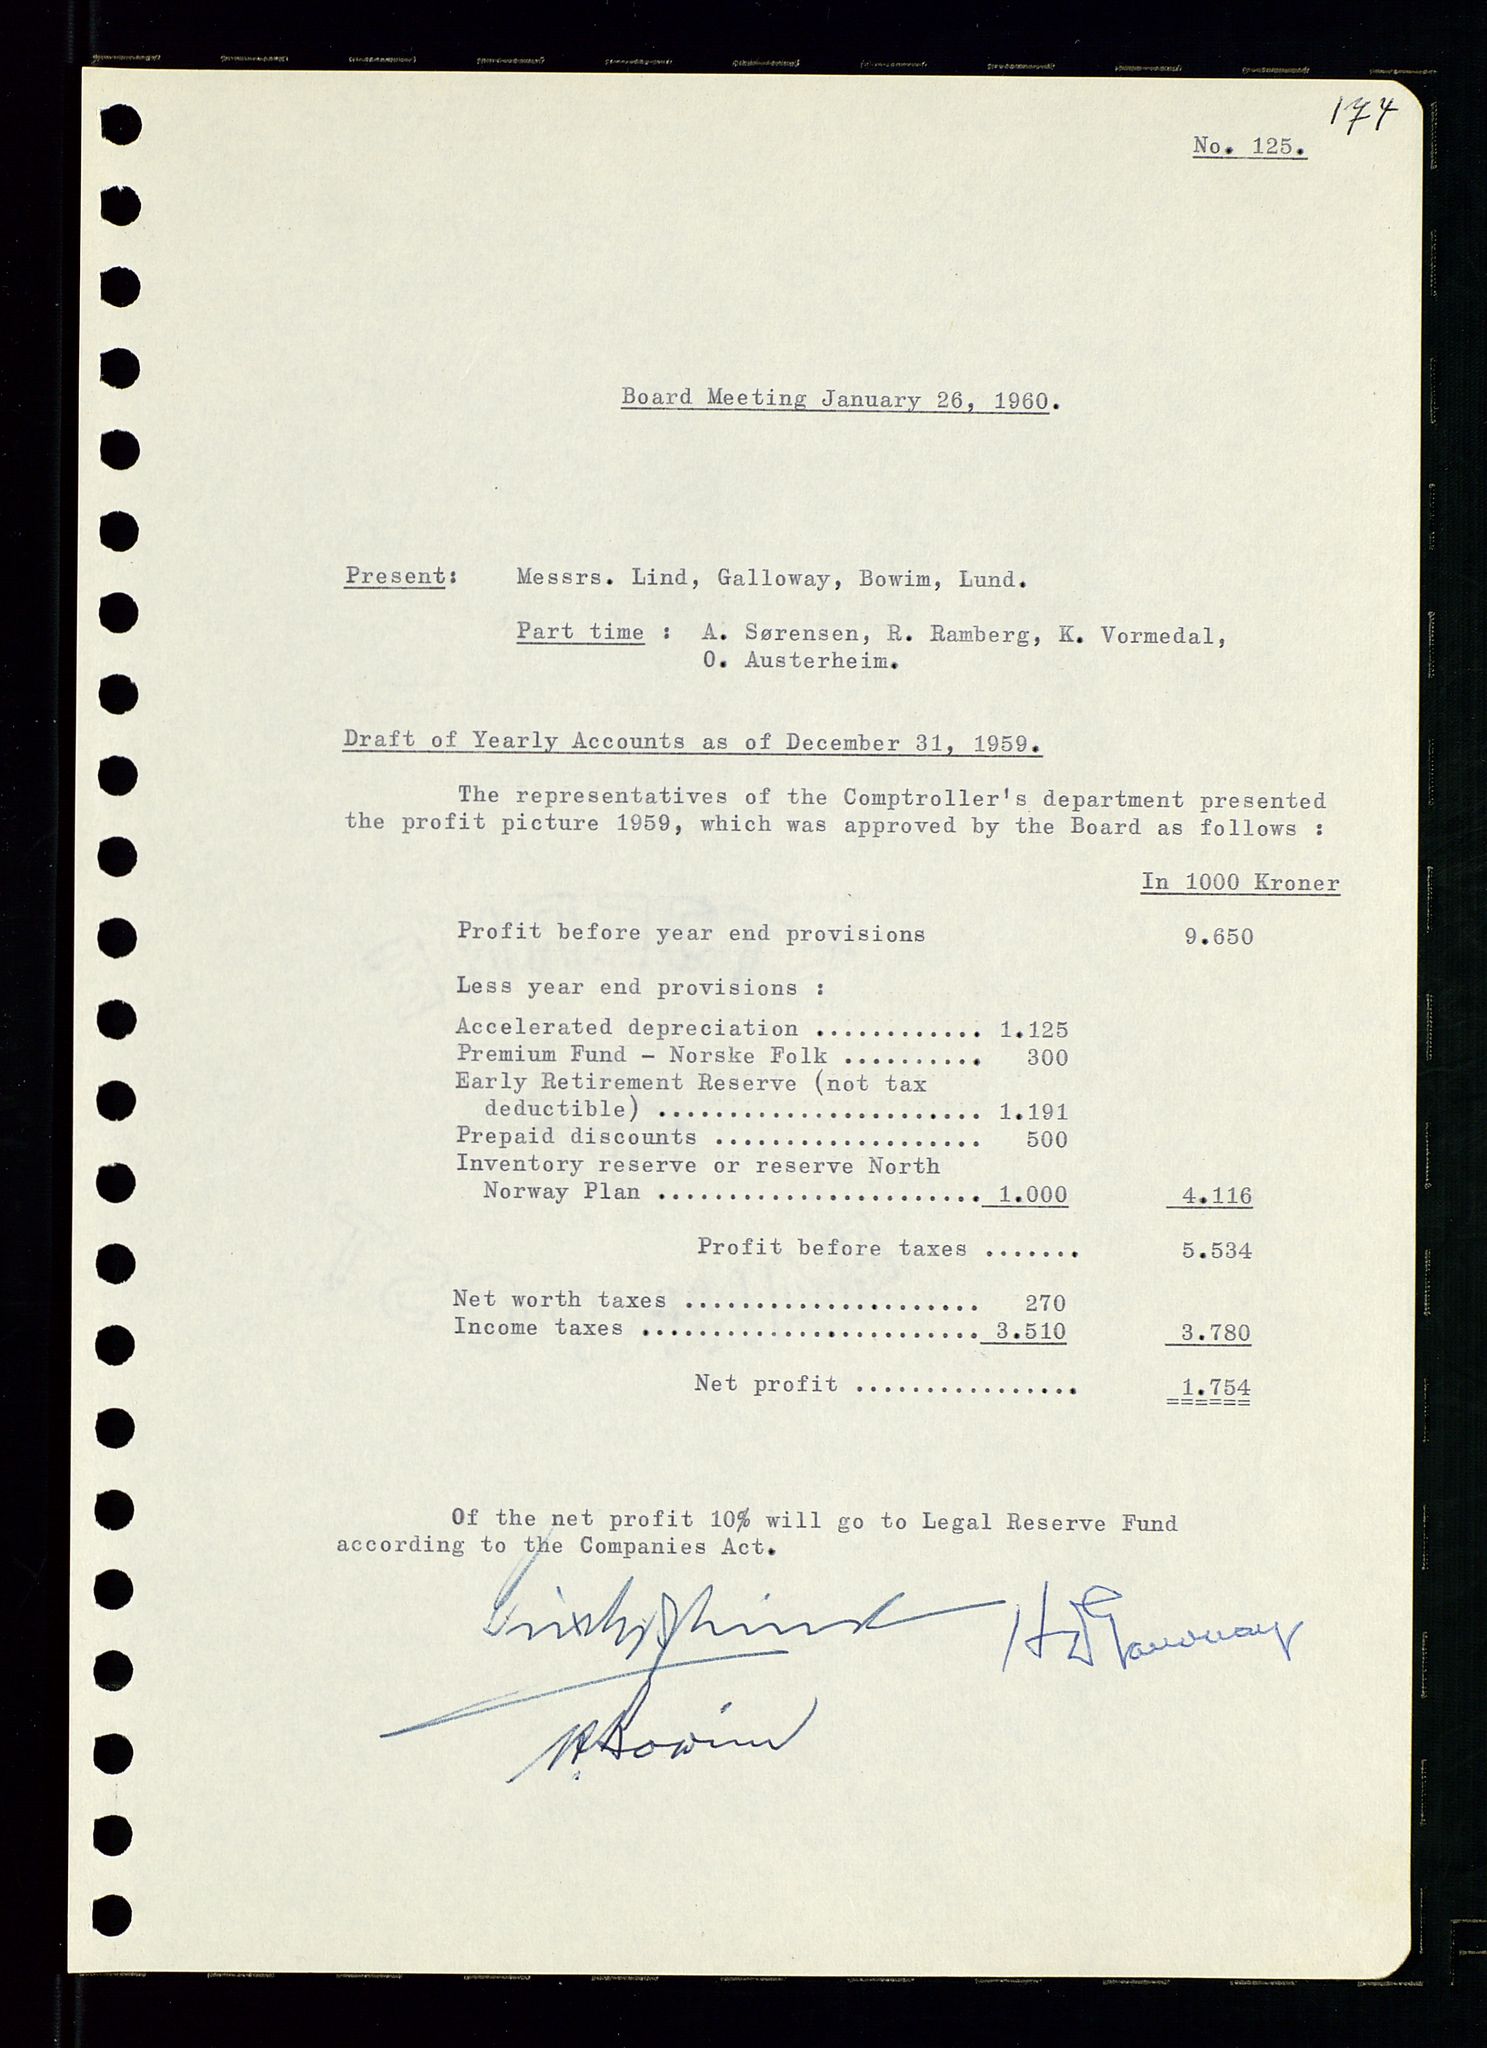 174
No. 125.
Board Meeting January 26, 1960.
Present: Messrs. Lind, Galloway, Bowim, Lund.
Part time : A. Sørensen, R. Ramberg, K. Vormedal,
O. Austerheim.
Draft of Yearly Accounts as of December 31, 1959.
The representatives of the Comptroller's department presented
the profit picture 1959, which was approved by the Board as follows :
In 1000 Kroner
Profit before year end provisions 9.650
Less year end provisions :
Accelerated depreciation ............ 1.125
Premium Fund - Norske Folk .......... 300
Early Retirement Reserve (not tax
deductible) ....................... 1.191
Prepaid discounts ................... 500
Inventory reserve or reserve North
Norway Plan ....................... 1.000 4.116
Profit before taxes ....... 5.534
Net worth taxes ..................... 270
Income taxes ........................ 3.510 3.780
Net profit ................ 1.754
======
Of the net profit 10% will go to Legal Reserve Fund
according to the Companies Act.
H Galloway
Bowim